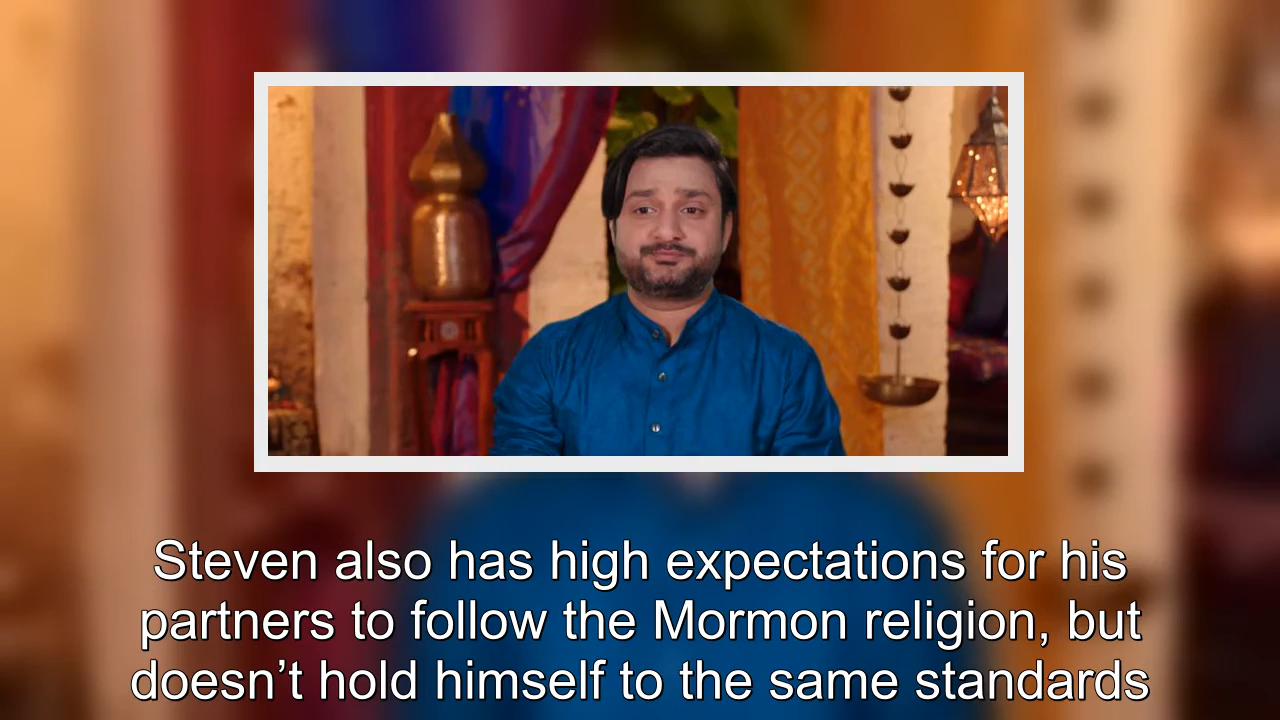 Steven also has high expectations for his
partners to follow the Mormon religion, but
doesn’t hold himself to the same standards